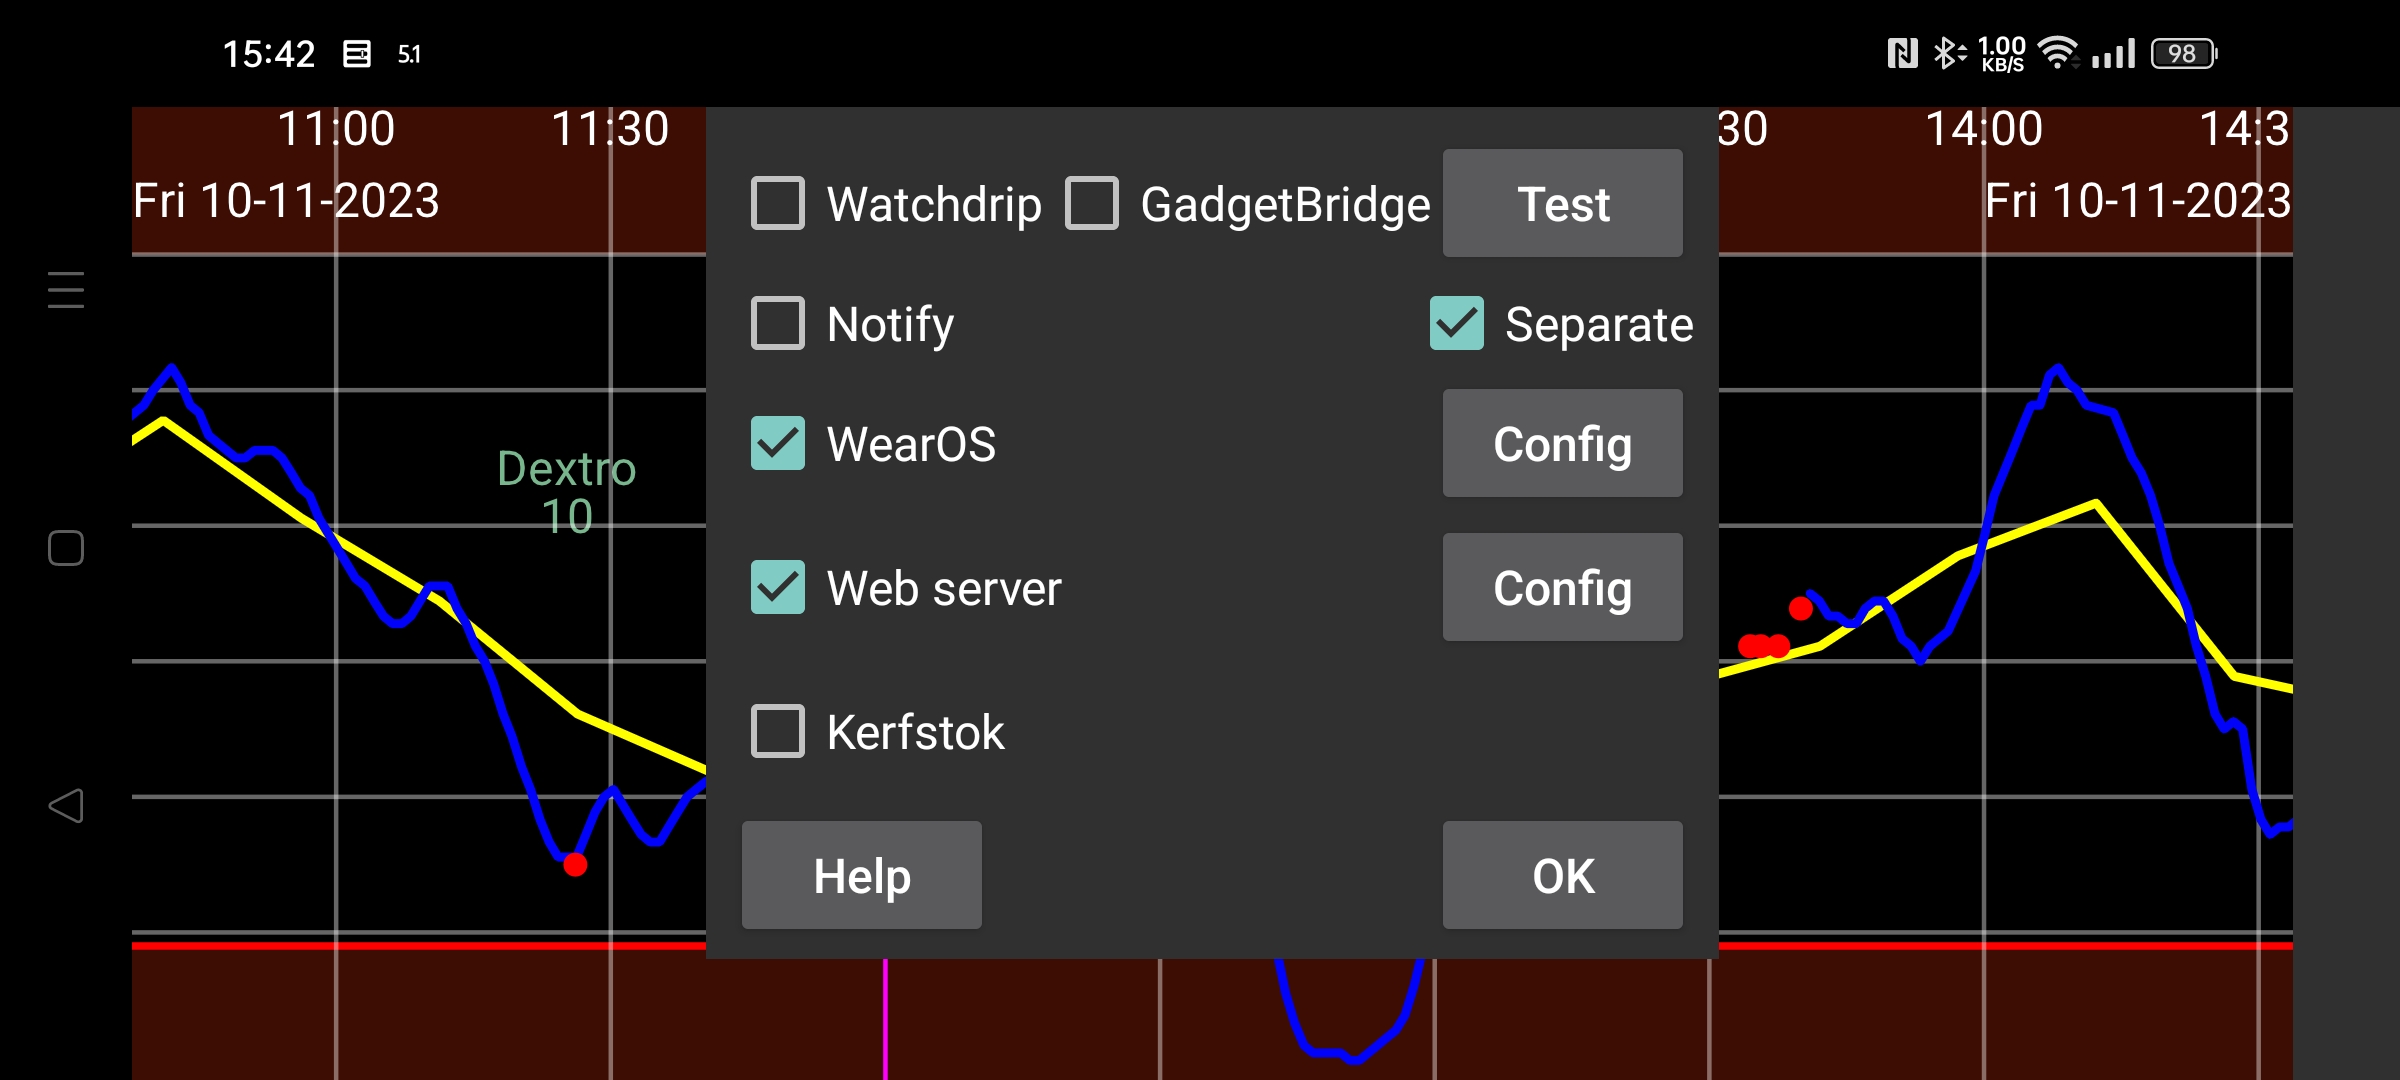 15:42 5.1 1.00 KB/S 98
11:00 11:30 30 14:00 14:3
Fri 10-11-2023 Fri 10-11-2023
Watchdrip GadgetBridge Test
Notify Separate
WearOS Config
Dextro
10
Web server Config
Kerfstok
Help OK